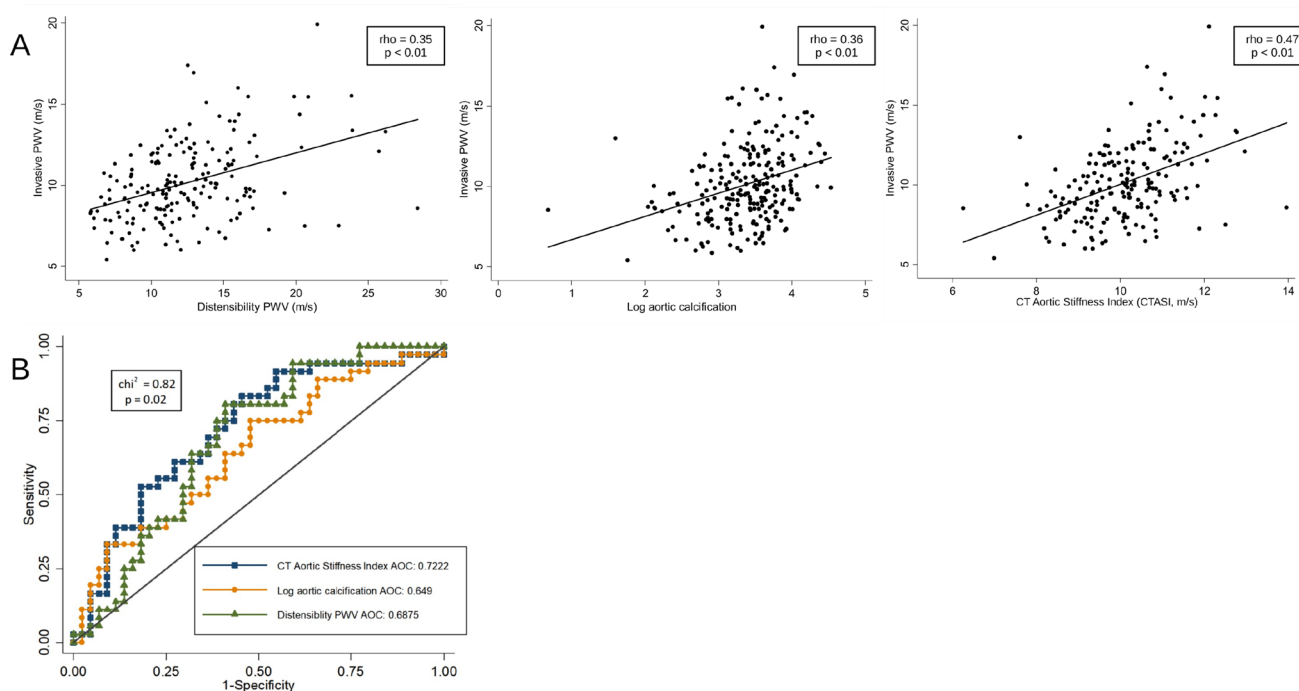 A
20
15
10
5
Invasive PWV (m/s)
rho = 0.35
p < 0.01
5
10
15
20
25
30
Distensibility PWV (m/s)
20
15
10
5
Invasive PWV (m/s)
rho = 0.36
p < 0.01
0
1
2
3
4
5
Log aortic calcification
20
15
10
5
Invasive PWV (m/s)
rho = 0.47
p < 0.01
6
8
10
12
14
CT Aortic Stiffness Index (CTASI, m/s)
B
1.00
0.75
0.50
0.25
0.00
Sensitivity
chi² = 0.82
p = 0.02
CT Aortic Stiffness Index AOC: 0.7222
Log aortic calcification AOC: 0.649
Distensiblity PWV AOC: 0.6875
0.00
0.25
0.50
0.75
1.00
1-Specificity